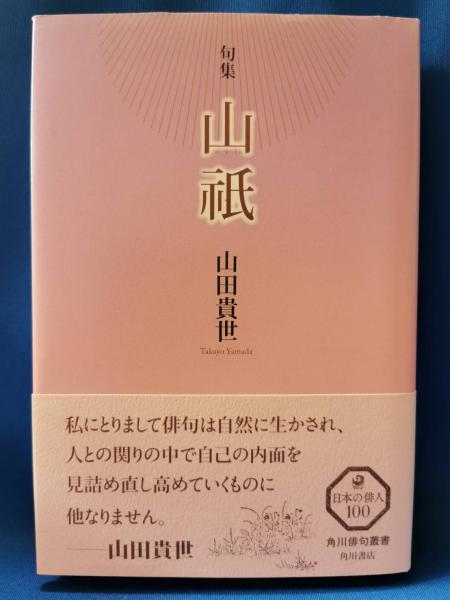 句集
山祇
山田貴世
Takayo Yamada
私にとりまして俳句は自然に生かされ、
人との関りの中で自己の内面を
見詰め直し高めていくものに
他なりません。
──山田貴世
日本の俳人
100
角川俳句叢書
角川書店